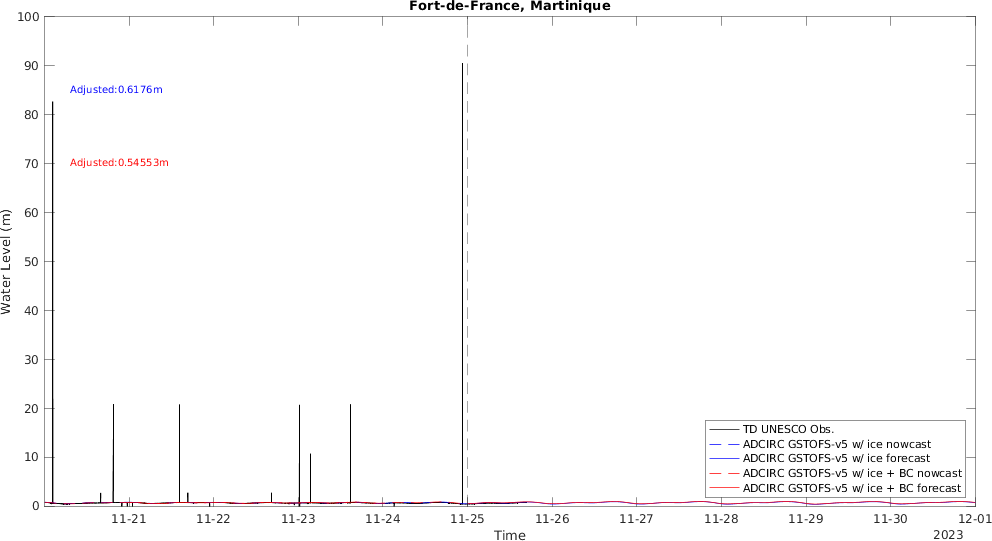 Fort-de-France, Martinique
100
90
80
70
60
50
40
30
20
10
0
Water Level (m)
Adjusted:0.6176m
Adjusted:0.54553m
TD UNESCO Obs.
ADCIRC GSTOFS-v5 w/ ice nowcast
ADCIRC GSTOFS-v5 w/ ice forecast
ADCIRC GSTOFS-v5 w/ ice + BC nowcast
ADCIRC GSTOFS-v5 w/ ice + BC forecast
11-21 11-22 11-23 11-24 11-25 11-26 11-27 11-28 11-29 11-30 12-01
Time
2023